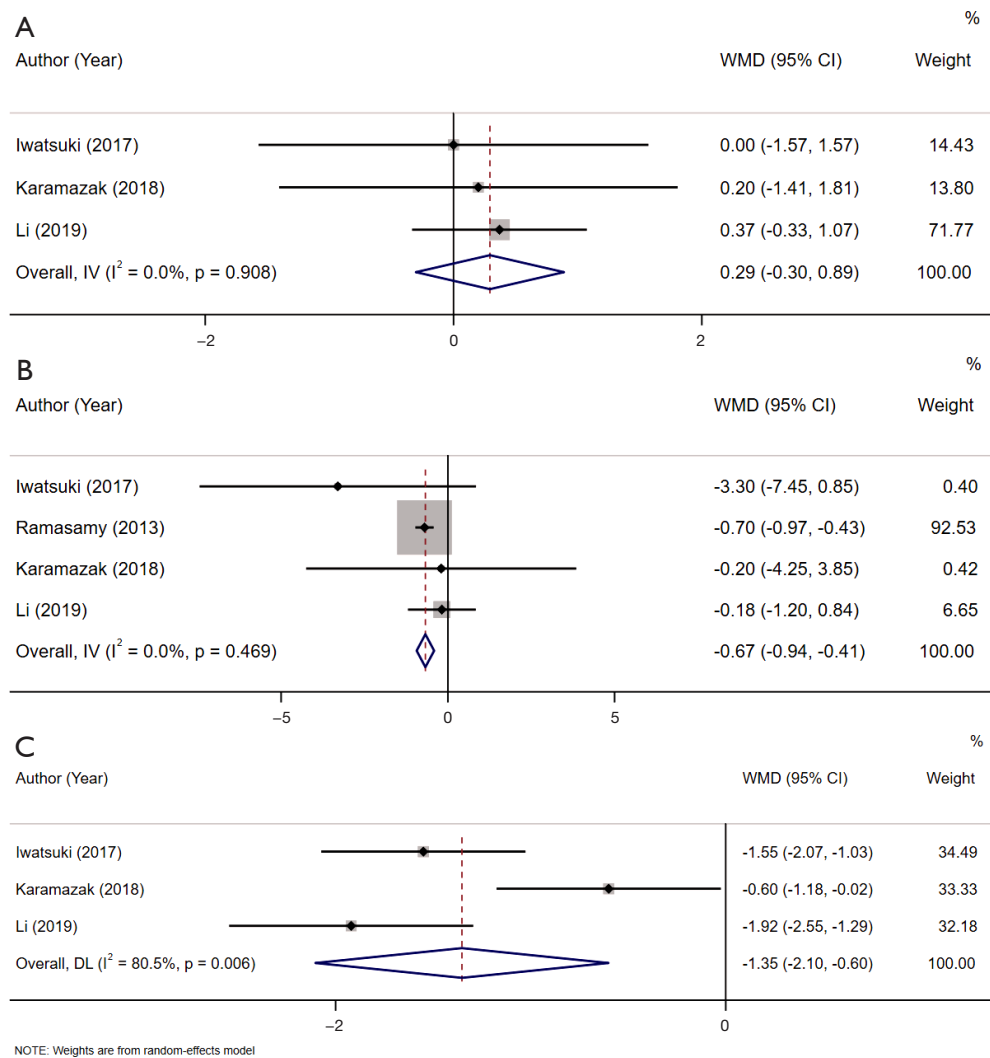 A
%
Author (Year) WMD (95% CI) Weight
Iwatsuki (2017) 0.00 (-1.57, 1.57) 14.43
Karamazak (2018) 0.20 (-1.41, 1.81) 13.80
Li (2019) 0.37 (-0.33, 1.07) 71.77
Overall, IV (I² = 0.0%, p = 0.908) 0.29 (-0.30, 0.89) 100.00
−2 0 2
B
%
Author (Year) WMD (95% CI) Weight
Iwatsuki (2017) -3.30 (-7.45, 0.85) 0.40
Ramasamy (2013) -0.70 (-0.97, -0.43) 92.53
Karamazak (2018) -0.20 (-4.25, 3.85) 0.42
Li (2019) -0.18 (-1.20, 0.84) 6.65
Overall, IV (I² = 0.0%, p = 0.469) -0.67 (-0.94, -0.41) 100.00
−5 0 5
C
%
Author (Year) WMD (95% CI) Weight
Iwatsuki (2017) -1.55 (-2.07, -1.03) 34.49
Karamazak (2018) -0.60 (-1.18, -0.02) 33.33
Li (2019) -1.92 (-2.55, -1.29) 32.18
Overall, DL (I² = 80.5%, p = 0.006) -1.35 (-2.10, -0.60) 100.00
−2 0
NOTE: Weights are from random-effects model